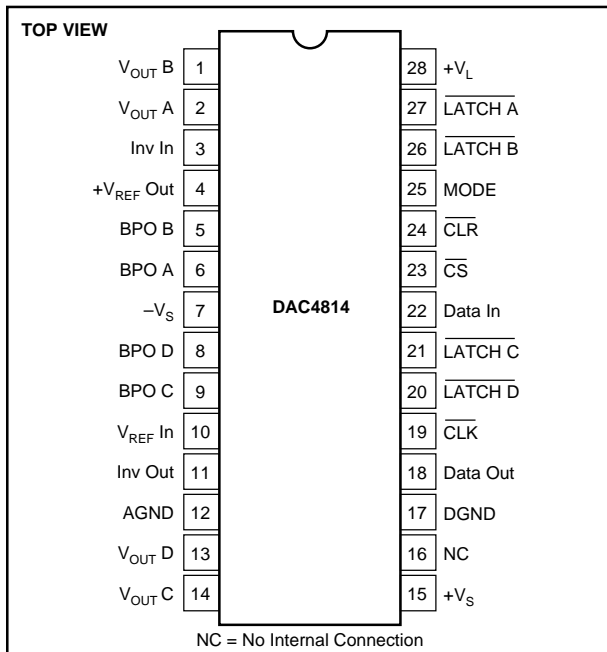 TOP VIEW
V_OUT B 1
V_OUT A 2
Inv In 3
+V_REF Out 4
BPO B 5
BPO A 6
–V_S 7
BPO D 8
BPO C 9
V_REF In 10
Inv Out 11
AGND 12
V_OUT D 13
V_OUT C 14
DAC4814
28 +V_L
27 LATCH A
26 LATCH B
25 MODE
24 CLR
23 CS
22 Data In
21 LATCH C
20 LATCH D
19 CLK
18 Data Out
17 DGND
16 NC
15 +V_S
NC = No Internal Connection